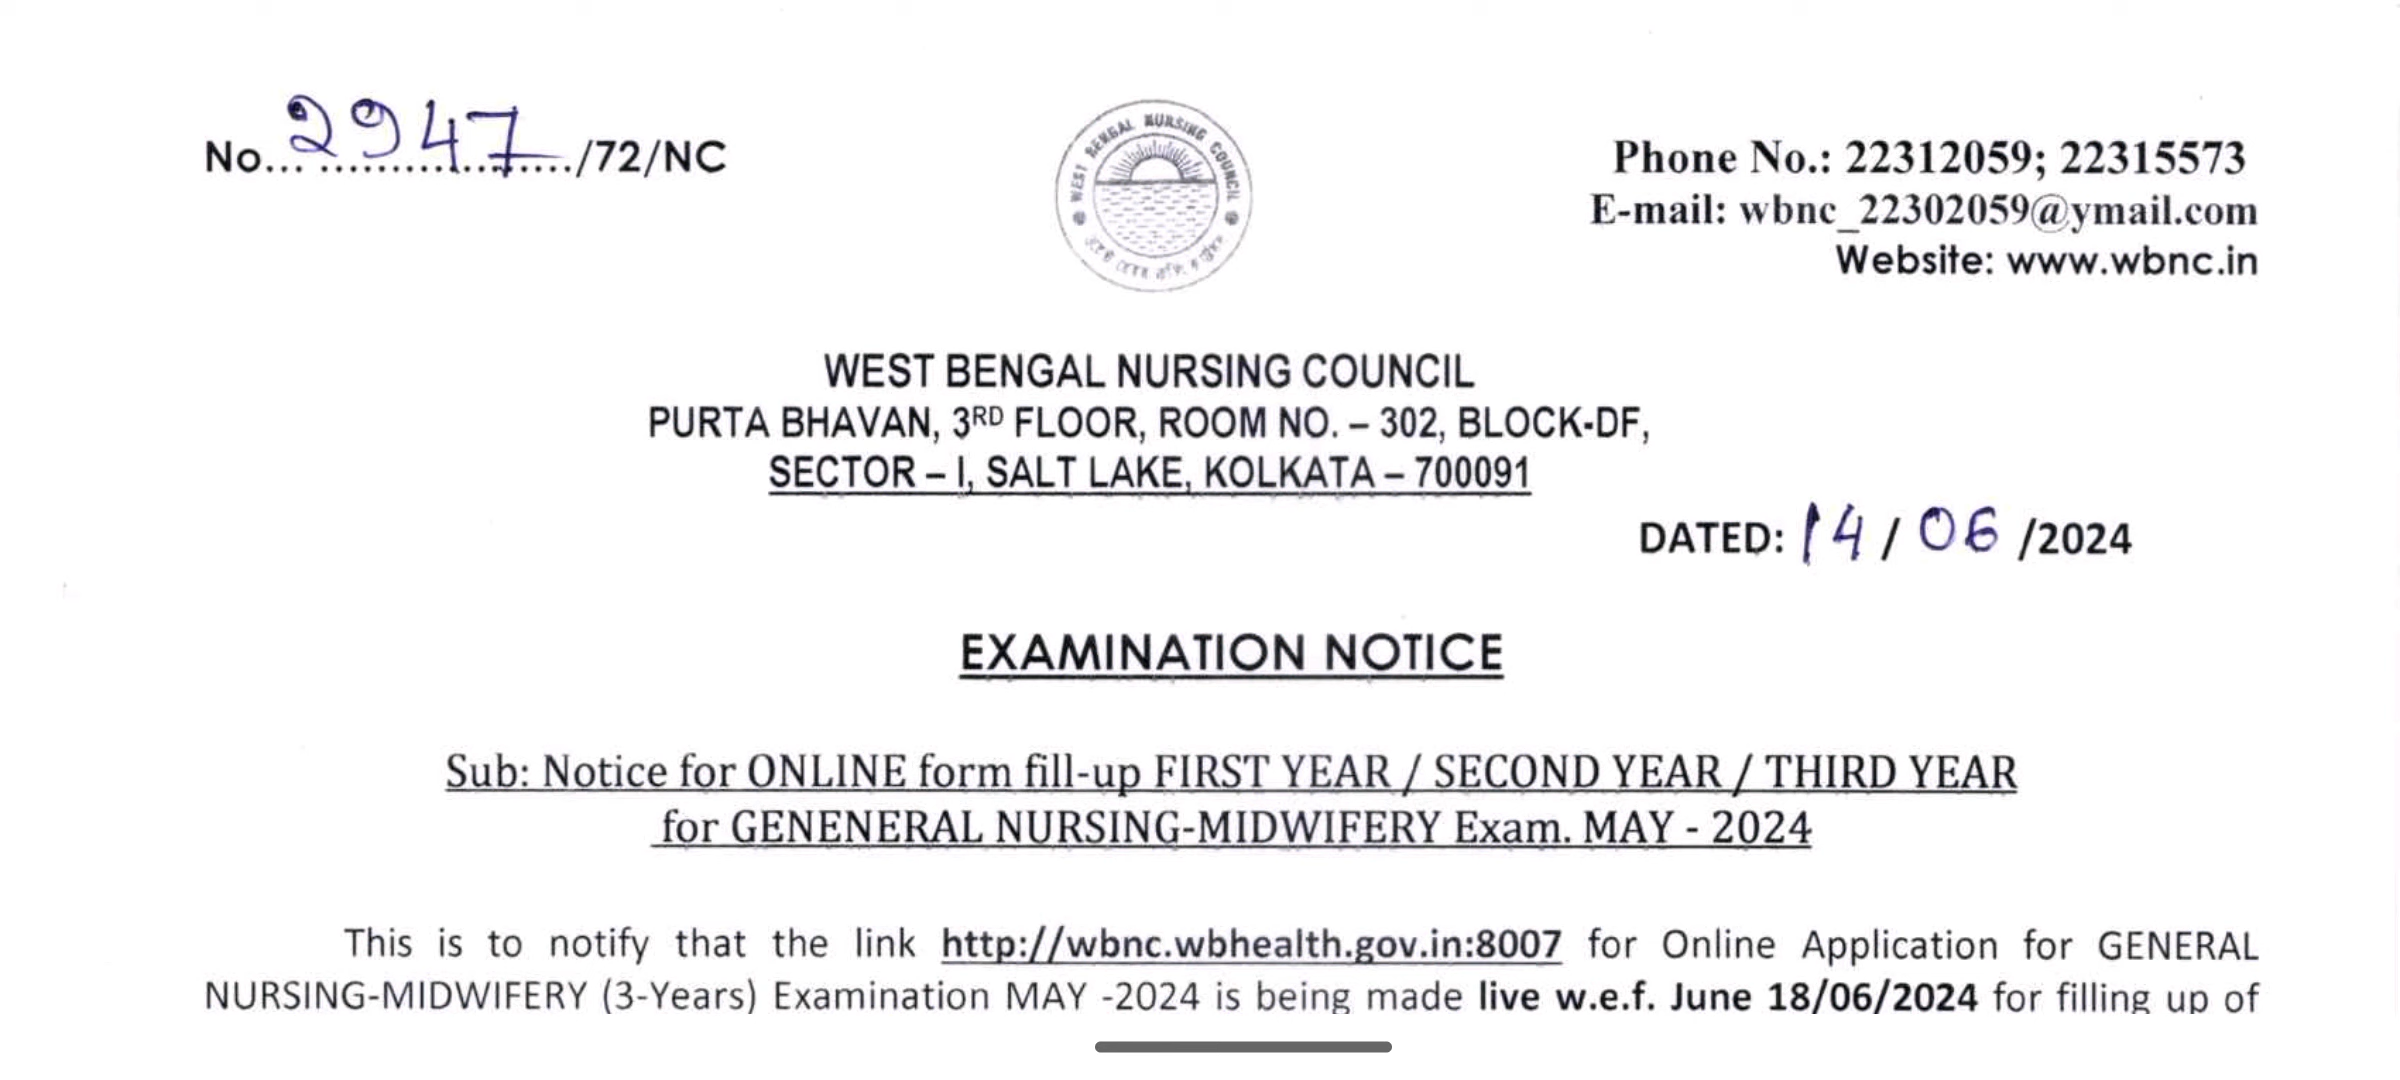 No... 2947 ............/72/NC
WEST BENGAL NURSING COUNCIL
Phone No.: 22312059; 22315573
E-mail: wbnc_22302059@ymail.com
Website: www.wbnc.in
WEST BENGAL NURSING COUNCIL
PURTA BHAVAN, 3RD FLOOR, ROOM NO. – 302, BLOCK-DF,
SECTOR – I, SALT LAKE, KOLKATA – 700091
DATED: 14 / 06 /2024
EXAMINATION NOTICE
Sub: Notice for ONLINE form fill-up FIRST YEAR / SECOND YEAR / THIRD YEAR
for GENENERAL NURSING-MIDWIFERY Exam. MAY - 2024
This is to notify that the link http://wbnc.wbhealth.gov.in:8007 for Online Application for GENERAL
NURSING-MIDWIFERY (3-Years) Examination MAY -2024 is being made live w.e.f. June 18/06/2024 for filling up of